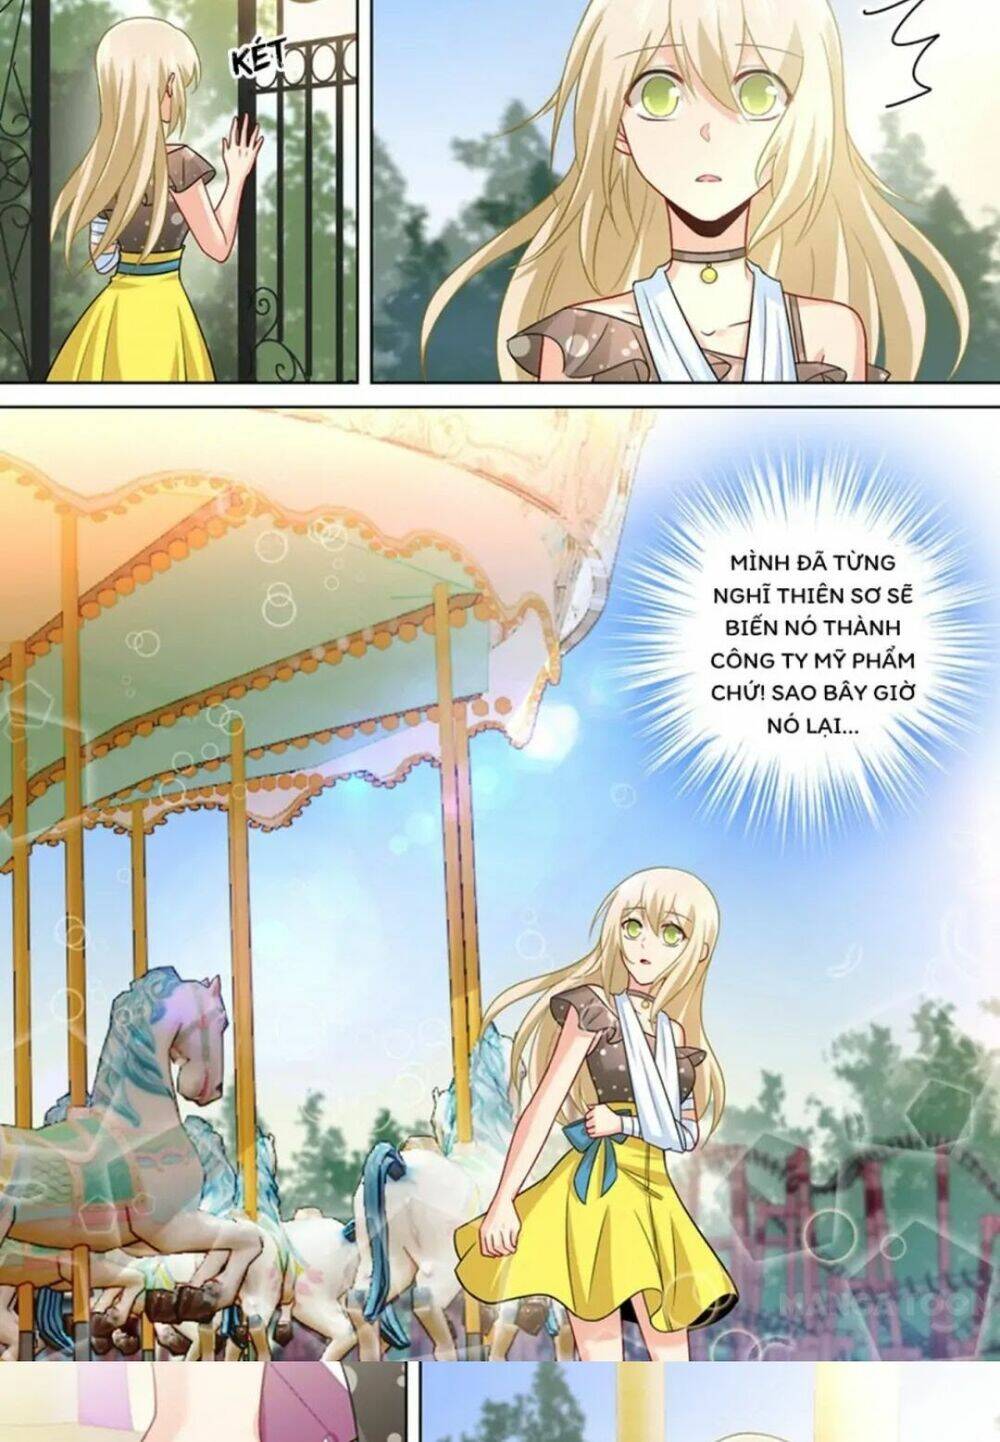 KÉT
MÌNH ĐÃ TỪNG
NGHĨ THIÊN SƠ SẼ
BIẾN NÓ THÀNH
CÔNG TY MỸ PHẨM
CHỨ! SAO BÂY GIỜ
NÓ LẠI...
MANGATOON